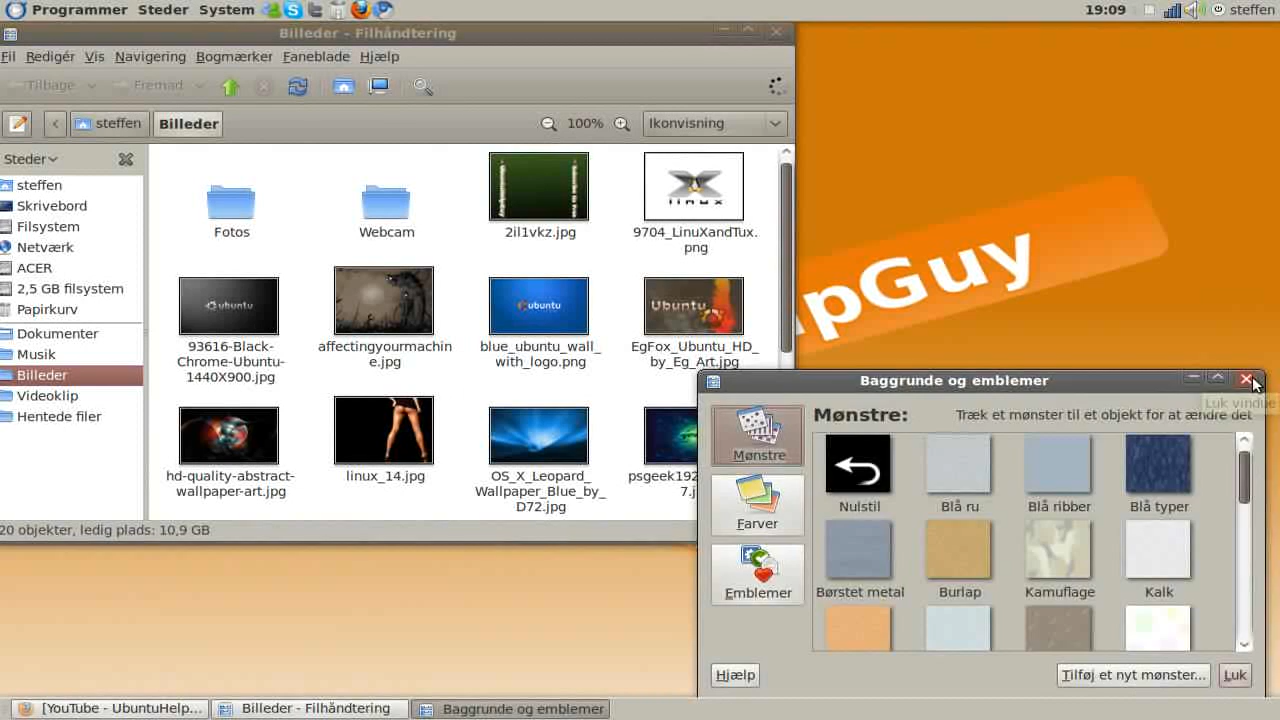 Programmer Steder System
19:09
steffen
Billeder - Filhåndtering
Fil Redigér Vis Navigering Bogmærker Faneblade Hjælp
Tilbage Fremad
steffen Billeder 100% Ikonvisning
Steder
steffen
Skrivebord
Filsystem
Netværk
ACER
2,5 GB filsystem
Papirkurv
Dokumenter
Musik
Billeder
Videoklip
Hentede filer
Fotos
Webcam
2il1vkz.jpg
9704_LinuXandTux.
png
93616-Black-
Chrome-Ubuntu-
1440X900.jpg
affectingyourmachin
e.jpg
blue_ubuntu_wall_
with_logo.png
EgFox_Ubuntu_HD_
by_Eg_Art.jpg
hd-quality-abstract-
wallpaper-art.jpg
linux_14.jpg
OS_X_Leopard_
Wallpaper_Blue_by_
D72.jpg
psgeek192
7.j
20 objekter, ledig plads: 10,9 GB
lpGuy
Baggrunde og emblemer
Luk vindue
Mønstre
Farver
Emblemer
Mønstre: Træk et mønster til et objekt for at ændre det
Nulstil
Blå ru
Blå ribber
Blå typer
Børstet metal
Burlap
Kamuflage
Kalk
Hjælp
Tilføj et nyt mønster...
Luk
[YouTube - UbuntuHelp...
Billeder - Filhåndtering
Baggrunde og emblemer